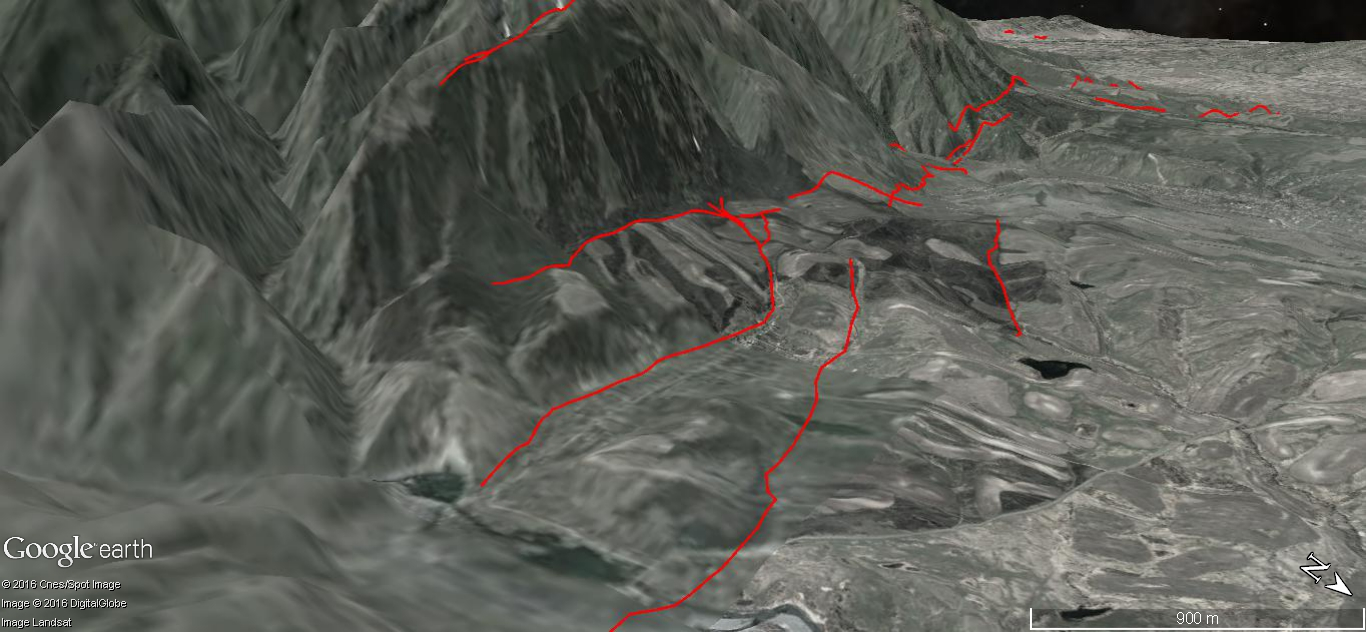 Google earth
© 2016 Cnes/Spot Image
Image © 2016 DigitalGlobe
Image Landsat
N
900 m